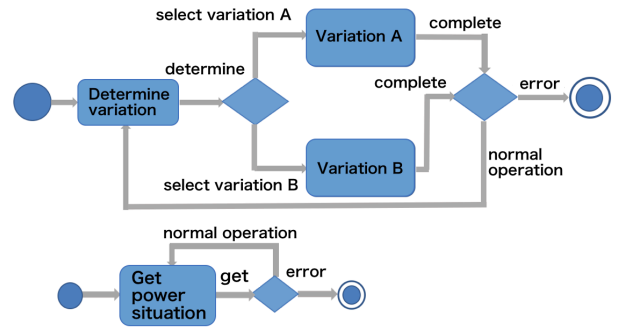 select variation A
Variation A
complete
determine
Determine
variation
complete
error
Variation B
select variation B
normal
operation
normal operation
Get
power
situation
get
error